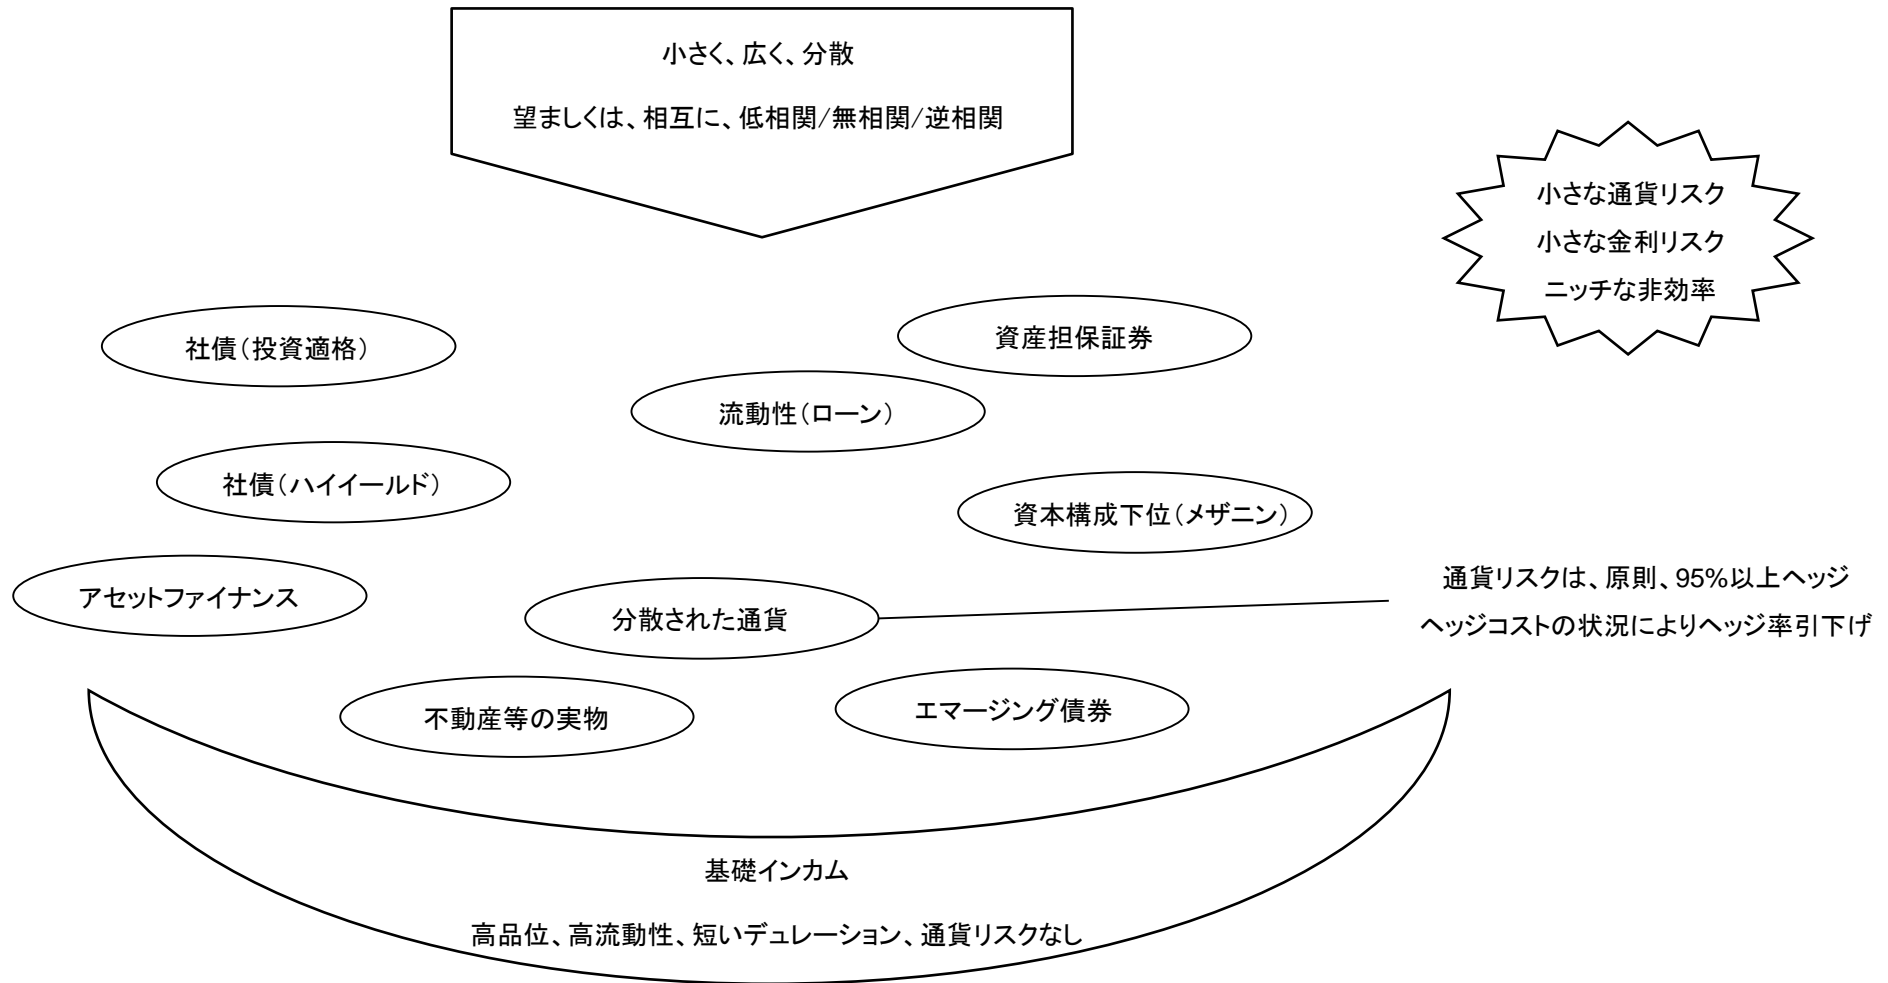 小さく、広く、分散
望ましくは、相互に、低相関/無相関/逆相関
小さな通貨リスク
小さな金利リスク
ニッチな非効率
社債(投資適格)
資産担保証券
流動性(ローン)
社債(ハイイールド)
資本構成下位(メザニン)
アセットファイナンス
分散された通貨
通貨リスクは、原則、95%以上ヘッジ
ヘッジコストの状況によりヘッジ率引下げ
不動産等の実物
エマージング債券
基礎インカム
高品位、高流動性、短いデュレーション、通貨リスクなし